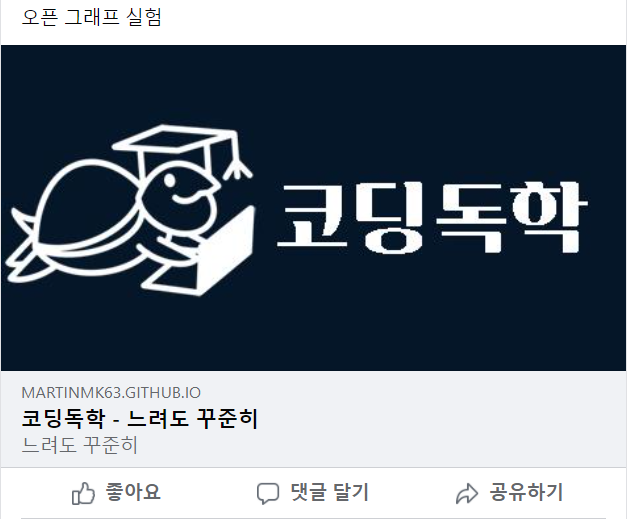 오픈 그래프 실험
코딩독학
MARTINMK63.GITHUB.IO
코딩독학 - 느려도 꾸준히
느려도 꾸준히
좋아요 댓글 달기 공유하기